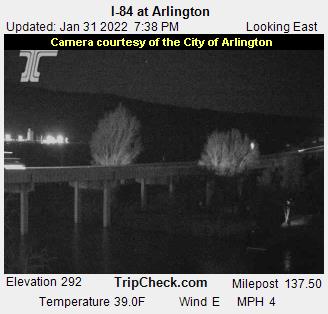 I-84 at Arlington
Updated: Jan 31 2022 7:38 PM Looking East
Camera courtesy of the City of Arlington
Elevation 292 TripCheck.com Milepost 137.50
Temperature 39.0F Wind E MPH 4